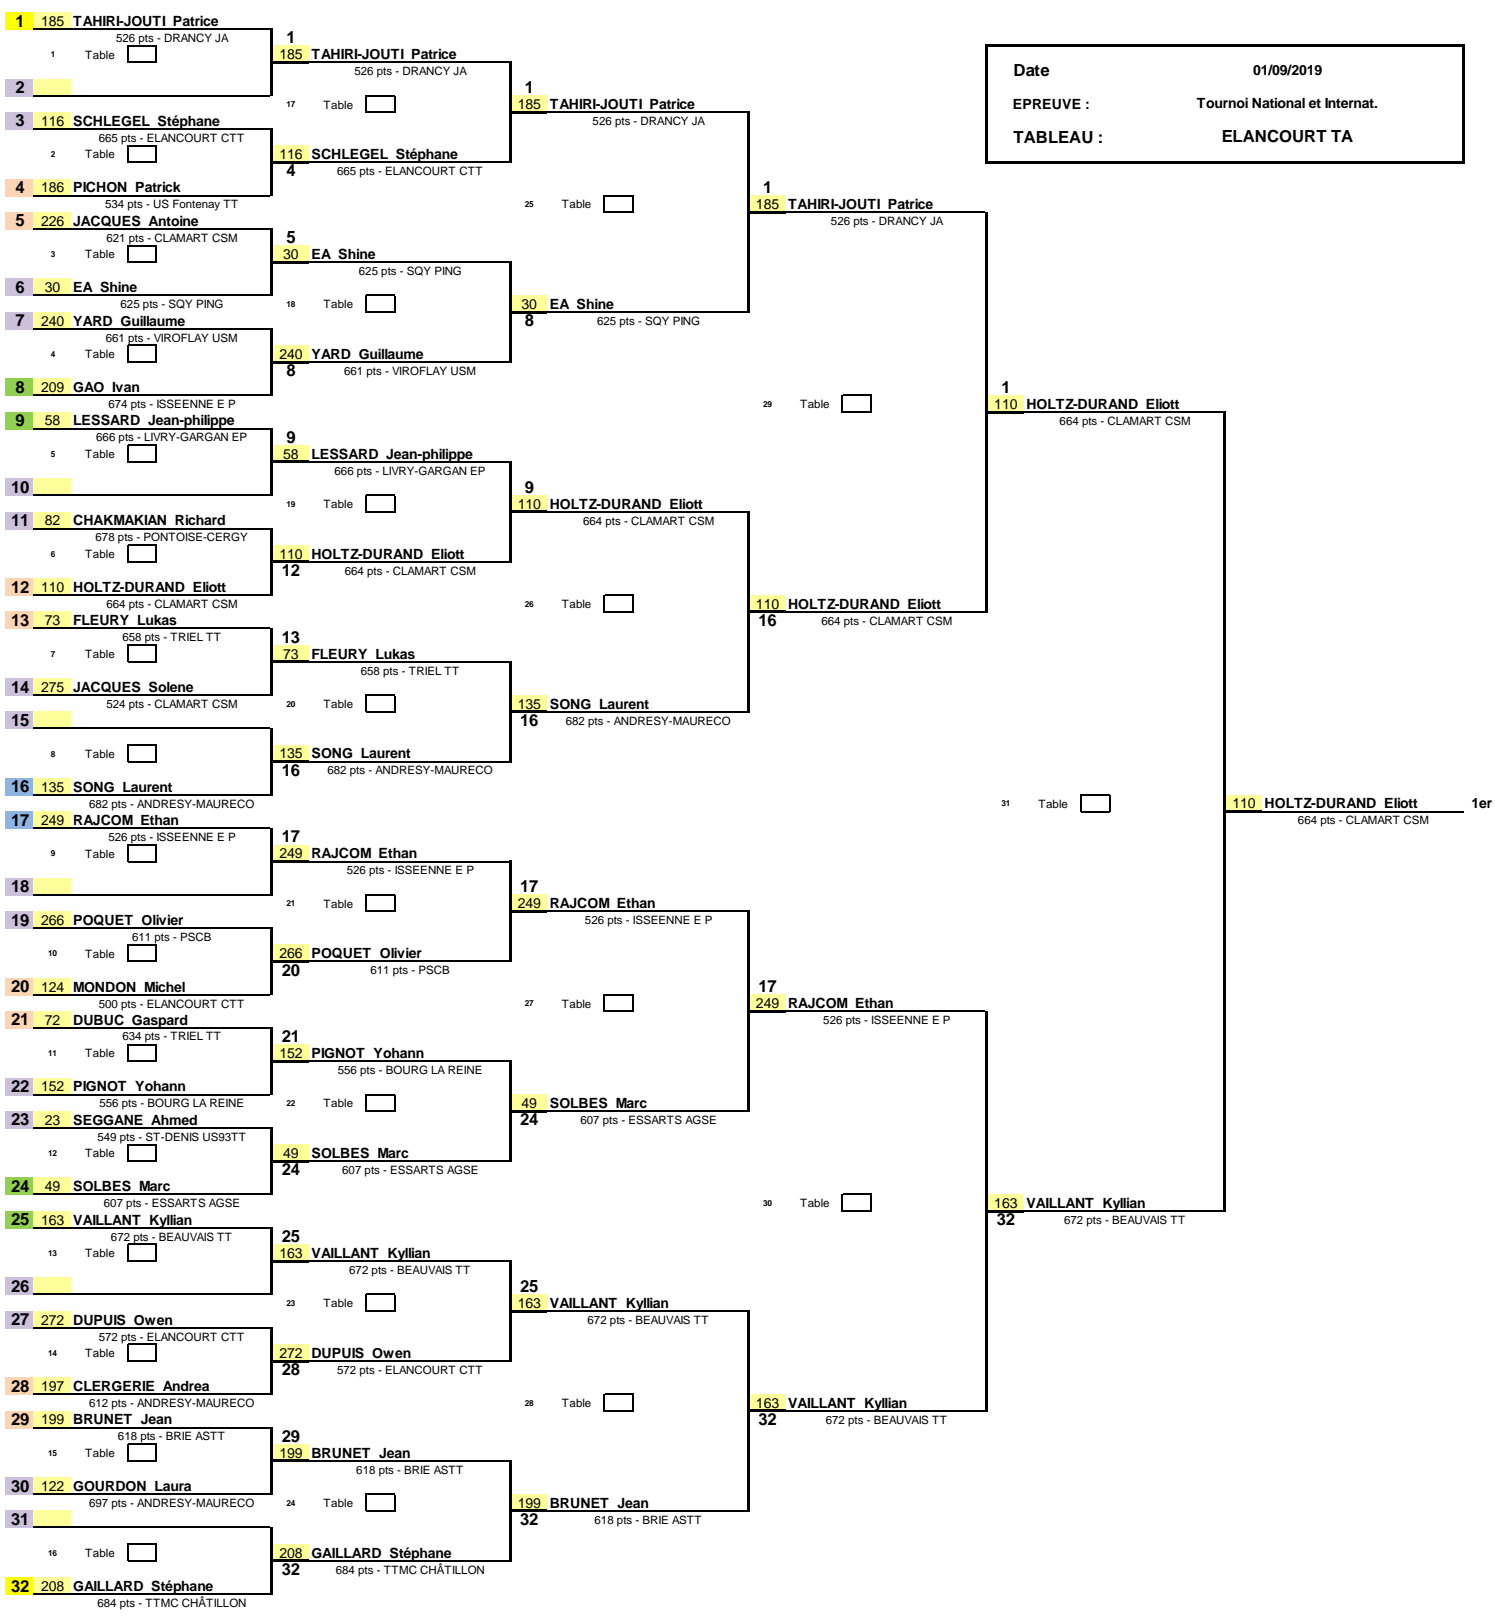 Date 01/09/2019
EPREUVE : Tournoi National et Internat.
TABLEAU : ELANCOURT TA
1 185 TAHIRI-JOUTI Patrice
526 pts - DRANCY JA
1 Table
2
3 116 SCHLEGEL Stéphane
665 pts - ELANCOURT CTT
2 Table
4 186 PICHON Patrick
534 pts - US Fontenay TT
5 226 JACQUES Antoine
621 pts - CLAMART CSM
3 Table
6 30 EA Shine
625 pts - SQY PING
7 240 YARD Guillaume
661 pts - VIROFLAY USM
4 Table
8 209 GAO Ivan
674 pts - ISSEENNE E P
9 58 LESSARD Jean-philippe
666 pts - LIVRY-GARGAN EP
5 Table
10
11 82 CHAKMAKIAN Richard
678 pts - PONTOISE-CERGY
6 Table
12 110 HOLTZ-DURAND Eliott
664 pts - CLAMART CSM
13 73 FLEURY Lukas
658 pts - TRIEL TT
7 Table
14 275 JACQUES Solene
524 pts - CLAMART CSM
15
8 Table
16 135 SONG Laurent
682 pts - ANDRESY-MAURECO
17 249 RAJCOM Ethan
526 pts - ISSEENNE E P
9 Table
18
19 266 POQUET Olivier
611 pts - PSCB
10 Table
20 124 MONDON Michel
500 pts - ELANCOURT CTT
21 72 DUBUC Gaspard
634 pts - TRIEL TT
11 Table
22 152 PIGNOT Yohann
556 pts - BOURG LA REINE
23 23 SEGGANE Ahmed
549 pts - ST-DENIS US93TT
12 Table
24 49 SOLBES Marc
607 pts - ESSARTS AGSE
25 163 VAILLANT Kyllian
672 pts - BEAUVAIS TT
13 Table
26
27 272 DUPUIS Owen
572 pts - ELANCOURT CTT
14 Table
28 197 CLERGERIE Andrea
612 pts - ANDRESY-MAURECO
29 199 BRUNET Jean
618 pts - BRIE ASTT
15 Table
30 122 GOURDON Laura
697 pts - ANDRESY-MAURECO
31
16 Table
32 208 GAILLARD Stéphane
684 pts - TTMC CHÂTILLON
1
185 TAHIRI-JOUTI Patrice
526 pts - DRANCY JA
17 Table
116 SCHLEGEL Stéphane
4 665 pts - ELANCOURT CTT
5
30 EA Shine
625 pts - SQY PING
18 Table
240 YARD Guillaume
8 661 pts - VIROFLAY USM
9
58 LESSARD Jean-philippe
666 pts - LIVRY-GARGAN EP
19 Table
110 HOLTZ-DURAND Eliott
12 664 pts - CLAMART CSM
13
73 FLEURY Lukas
658 pts - TRIEL TT
20 Table
135 SONG Laurent
16 682 pts - ANDRESY-MAURECO
17
249 RAJCOM Ethan
526 pts - ISSEENNE E P
21 Table
266 POQUET Olivier
20 611 pts - PSCB
21
152 PIGNOT Yohann
556 pts - BOURG LA REINE
22 Table
49 SOLBES Marc
24 607 pts - ESSARTS AGSE
25
163 VAILLANT Kyllian
672 pts - BEAUVAIS TT
23 Table
272 DUPUIS Owen
28 572 pts - ELANCOURT CTT
29
199 BRUNET Jean
618 pts - BRIE ASTT
24 Table
208 GAILLARD Stéphane
32 684 pts - TTMC CHÂTILLON
1
185 TAHIRI-JOUTI Patrice
526 pts - DRANCY JA
25 Table
30 EA Shine
8 625 pts - SQY PING
9
110 HOLTZ-DURAND Eliott
664 pts - CLAMART CSM
26 Table
135 SONG Laurent
16 682 pts - ANDRESY-MAURECO
17
249 RAJCOM Ethan
526 pts - ISSEENNE E P
27 Table
49 SOLBES Marc
24 607 pts - ESSARTS AGSE
25
163 VAILLANT Kyllian
672 pts - BEAUVAIS TT
28 Table
199 BRUNET Jean
32 618 pts - BRIE ASTT
1
185 TAHIRI-JOUTI Patrice
526 pts - DRANCY JA
29 Table
110 HOLTZ-DURAND Eliott
16 664 pts - CLAMART CSM
17
249 RAJCOM Ethan
526 pts - ISSEENNE E P
30 Table
163 VAILLANT Kyllian
32 672 pts - BEAUVAIS TT
1
110 HOLTZ-DURAND Eliott
664 pts - CLAMART CSM
31 Table
163 VAILLANT Kyllian
32 672 pts - BEAUVAIS TT
110 HOLTZ-DURAND Eliott 1er
664 pts - CLAMART CSM